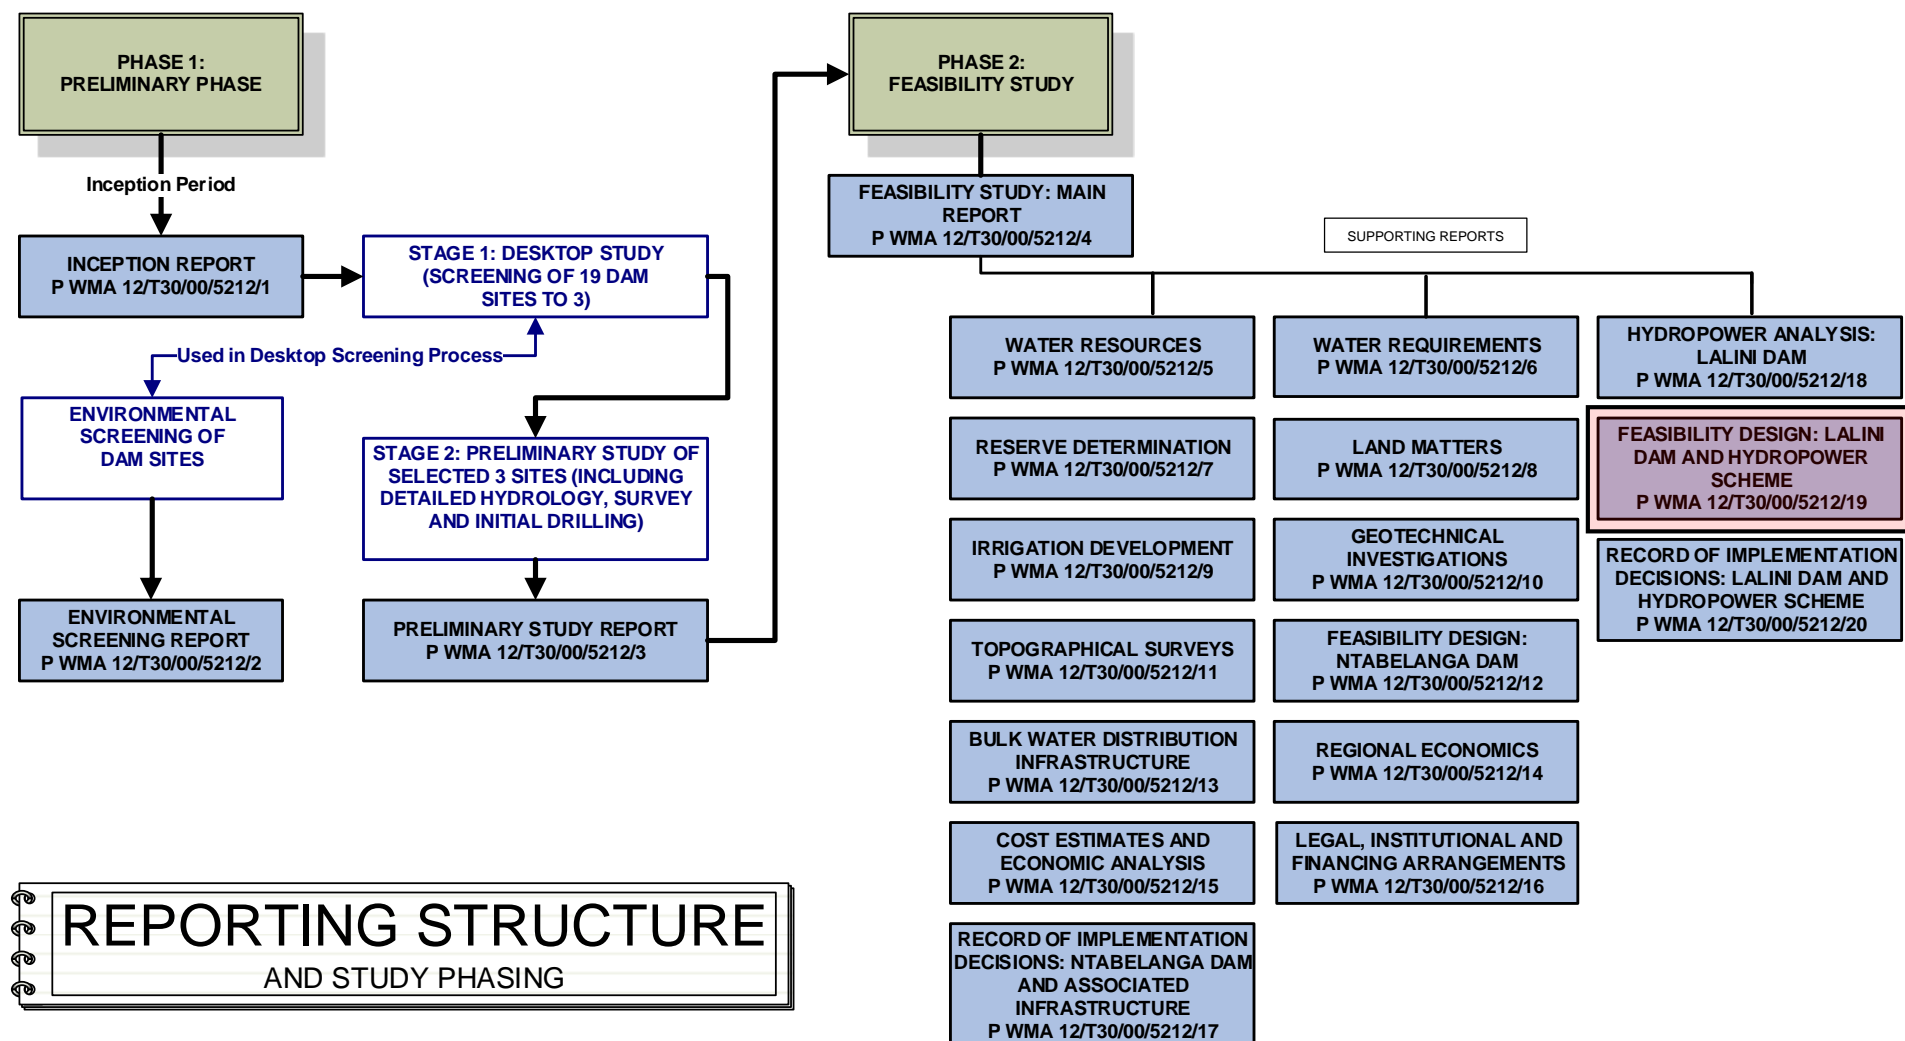 PHASE 1:
PRELIMINARY PHASE
Inception Period
INCEPTION REPORT
P WMA 12/T30/00/5212/1
STAGE 1: DESKTOP STUDY
(SCREENING OF 19 DAM
SITES TO 3)
Used in Desktop Screening Process
ENVIRONMENTAL
SCREENING OF
DAM SITES
STAGE 2: PRELIMINARY STUDY OF
SELECTED 3 SITES (INCLUDING
DETAILED HYDROLOGY, SURVEY
AND INITIAL DRILLING)
ENVIRONMENTAL
SCREENING REPORT
P WMA 12/T30/00/5212/2
PRELIMINARY STUDY REPORT
P WMA 12/T30/00/5212/3
PHASE 2:
FEASIBILITY STUDY
FEASIBILITY STUDY: MAIN
REPORT
P WMA 12/T30/00/5212/4
SUPPORTING REPORTS
WATER RESOURCES
P WMA 12/T30/00/5212/5
WATER REQUIREMENTS
P WMA 12/T30/00/5212/6
HYDROPOWER ANALYSIS:
LALINI DAM
P WMA 12/T30/00/5212/18
RESERVE DETERMINATION
P WMA 12/T30/00/5212/7
LAND MATTERS
P WMA 12/T30/00/5212/8
FEASIBILITY DESIGN: LALINI
DAM AND HYDROPOWER
SCHEME
P WMA 12/T30/00/5212/19
IRRIGATION DEVELOPMENT
P WMA 12/T30/00/5212/9
GEOTECHNICAL
INVESTIGATIONS
P WMA 12/T30/00/5212/10
RECORD OF IMPLEMENTATION
DECISIONS: LALINI DAM AND
HYDROPOWER SCHEME
P WMA 12/T30/00/5212/20
TOPOGRAPHICAL SURVEYS
P WMA 12/T30/00/5212/11
FEASIBILITY DESIGN:
NTABELANGA DAM
P WMA 12/T30/00/5212/12
BULK WATER DISTRIBUTION
INFRASTRUCTURE
P WMA 12/T30/00/5212/13
REGIONAL ECONOMICS
P WMA 12/T30/00/5212/14
COST ESTIMATES AND
ECONOMIC ANALYSIS
P WMA 12/T30/00/5212/15
LEGAL, INSTITUTIONAL AND
FINANCING ARRANGEMENTS
P WMA 12/T30/00/5212/16
RECORD OF IMPLEMENTATION
DECISIONS: NTABELANGA DAM
AND ASSOCIATED
INFRASTRUCTURE
P WMA 12/T30/00/5212/17
REPORTING STRUCTURE
AND STUDY PHASING